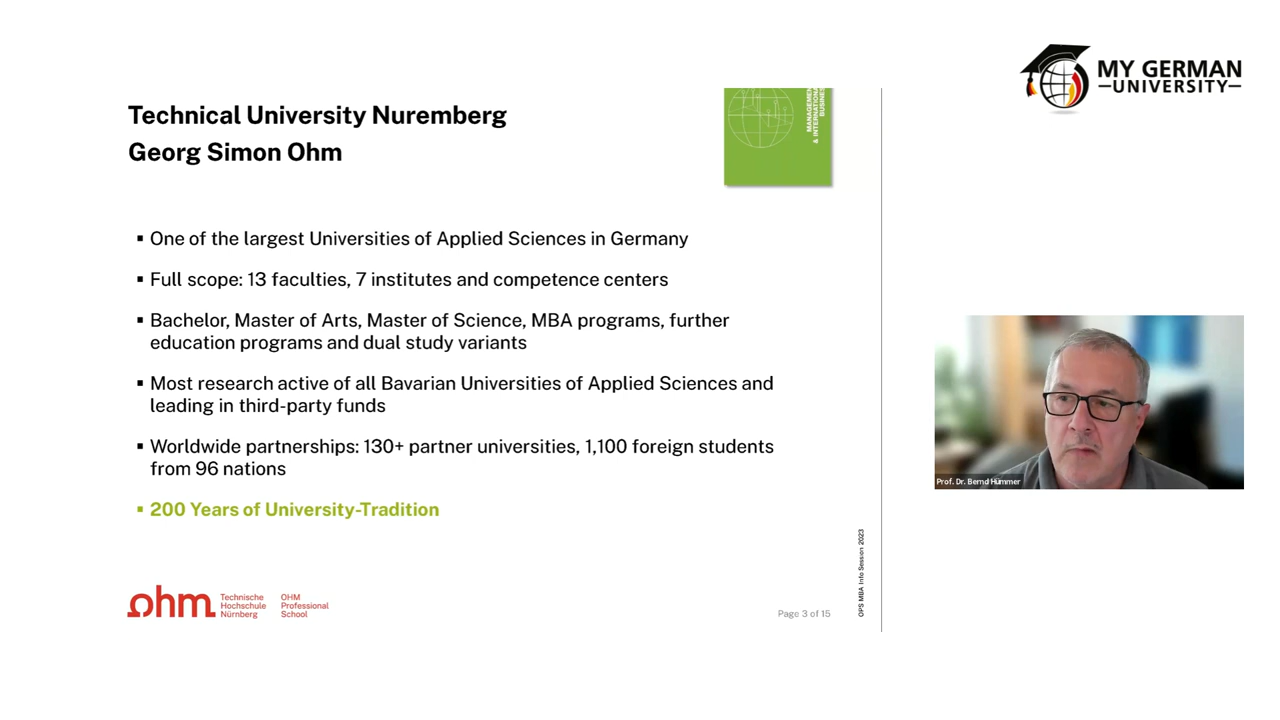 MY GERMAN
UNIVERSITY
Technical University Nuremberg
Georg Simon Ohm
MANAGEMENT
& INTERNATIONAL
BUSINESS
▪ One of the largest Universities of Applied Sciences in Germany
▪ Full scope: 13 faculties, 7 institutes and competence centers
▪ Bachelor, Master of Arts, Master of Science, MBA programs, further
education programs and dual study variants
▪ Most research active of all Bavarian Universities of Applied Sciences and
leading in third-party funds
▪ Worldwide partnerships: 130+ partner universities, 1,100 foreign students
from 96 nations
▪ 200 Years of University-Tradition
Prof. Dr. Bernd Hümmer
ohm
Technische
Hochschule
Nürnberg
OHM
Professional
School
Page 3 of 15
OPS MBA Info Session 2023